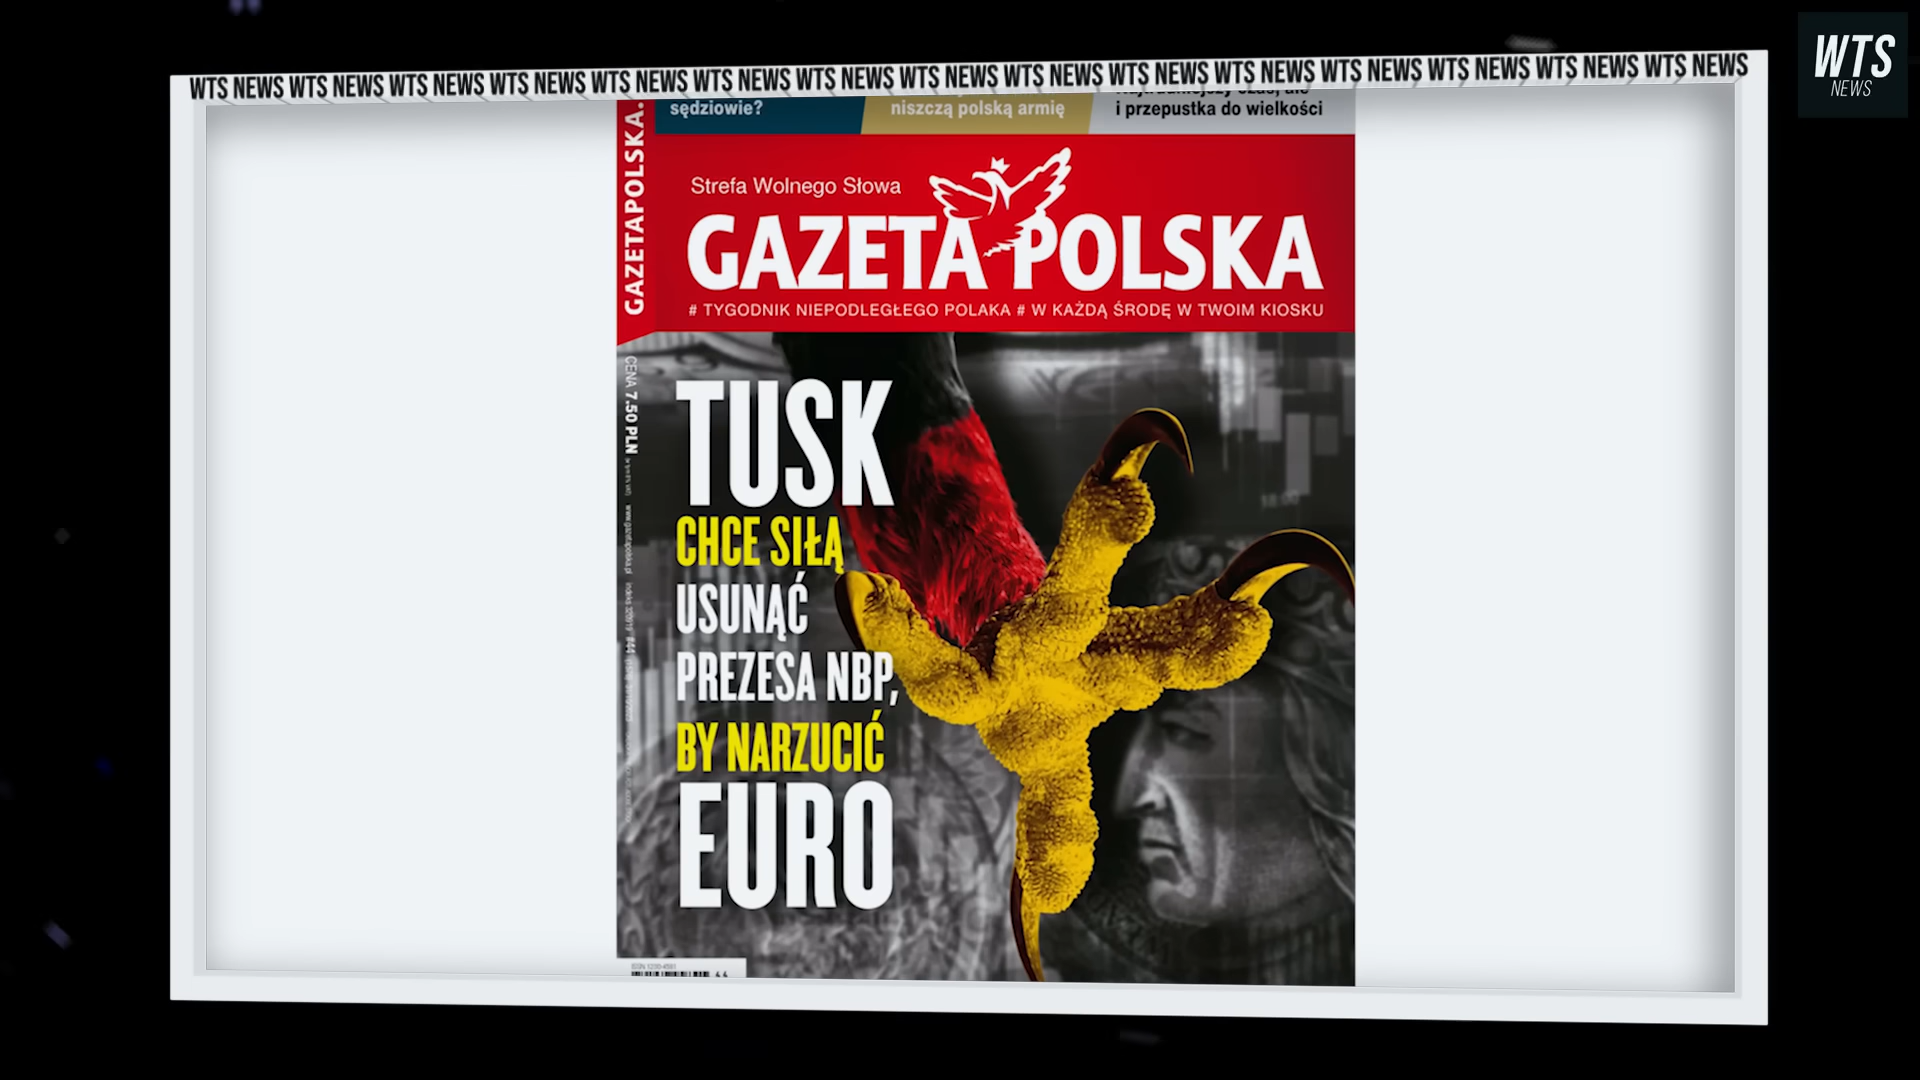 WTS NEWS WTS NEWS WTS NEWS WTS NEWS WTS NEWS WTS NEWS WTS NEWS WTS NEWS WTS NEWS WTS NEWS WTS NEWS WTS NEWS WTS NEWS WTS NEWS WTS NEWS
WTS
NEWS
sędziowie?
niszczą polską armię
i przepustka do wielkości
GAZETAPOLSKA.
Strefa Wolnego Słowa
GAZETA POLSKA
# TYGODNIK NIEPODLEGŁEGO POLAKA # W KAŻDĄ ŚRODĘ W TWOIM KIOSKU
CENA 7.50 PLN
TUSK
CHCE SIŁĄ
USUNĄĆ
PREZESA NBP,
BY NARZUCIĆ
EURO